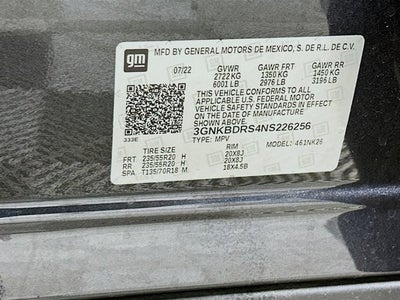 gm
MFD BY GENERAL MOTORS DE MEXICO, S. DE R.L. DE C.V.
07/22 GVWR GAWR FRT GAWR RR
2722 KG 1350 KG 1450 KG
6001 LB 2976 LB 3196 LB
THIS VEHICLE CONFORMS TO ALL
APPLICABLE U.S. FEDERAL MOTOR
VEHICLE SAFETY STANDARDS IN EFFECT
ON THE DATE OF MANUFACTURE SHOWN ABOVE.
3GNKBDRS4NS226256
333E TYPE: MPV MODEL: 461NK26
TIRE SIZE RIM
FRT 235/55R20 H 20X8J
RR 235/55R20 H 20X8J
SPA T135/70R18 M 18X4.5B